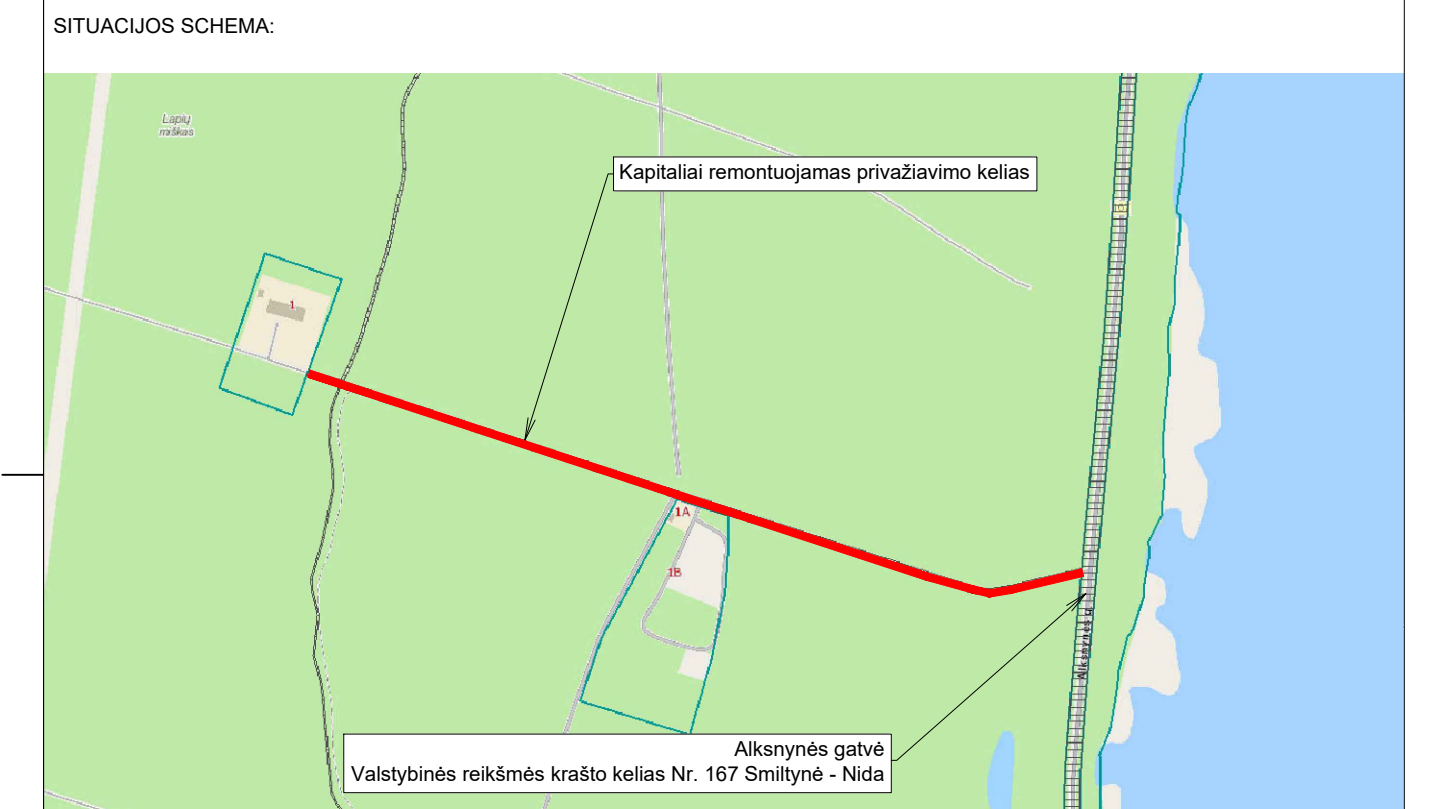 SITUACIJOS SCHEMA:
Lapių
miškas
Kapitaliai remontuojamas privažiavimo kelias
1
1A
1B
Alksnynės g.
Alksnynės gatvė
Valstybinės reikšmės krašto kelias Nr. 167 Smiltynė - Nida